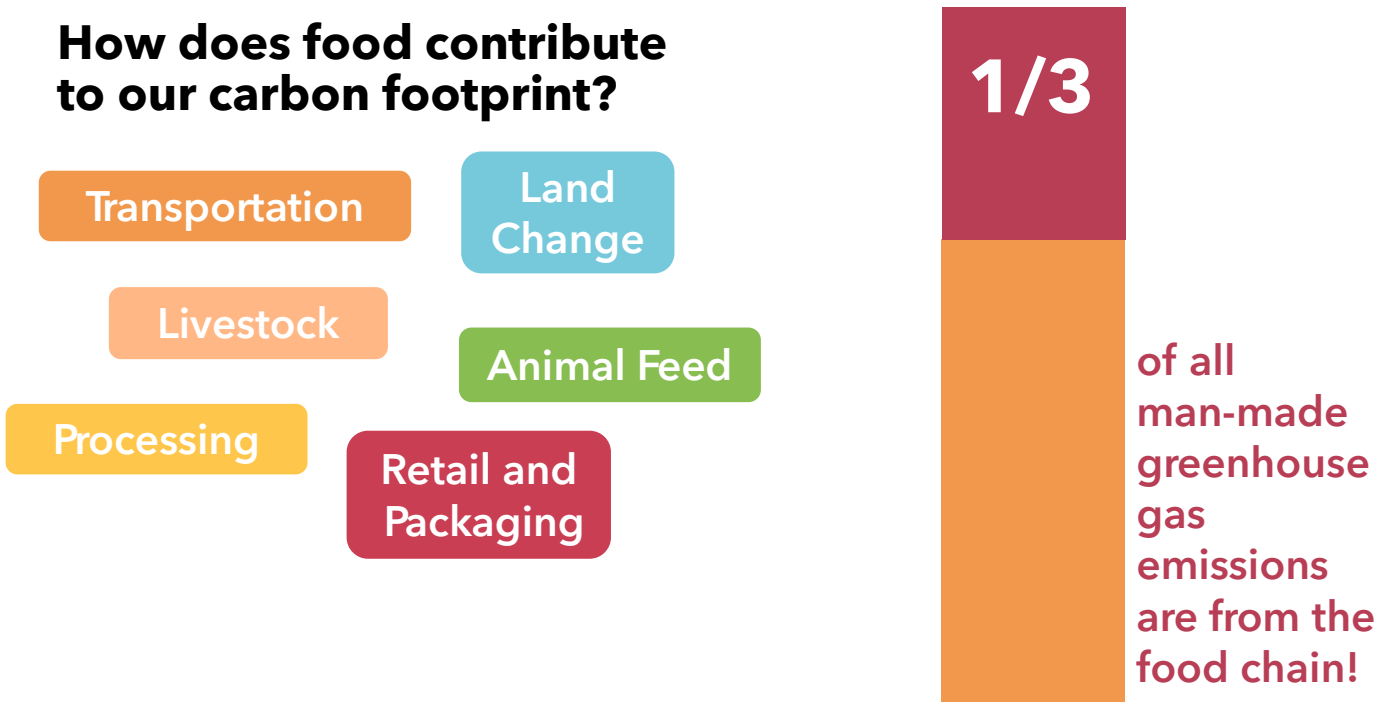 How does food contribute
to our carbon footprint?
Transportation
Land
Change
Livestock
Animal Feed
Processing
Retail and
Packaging
1/3
of all
man-made
greenhouse
gas
emissions
are from the
food chain!